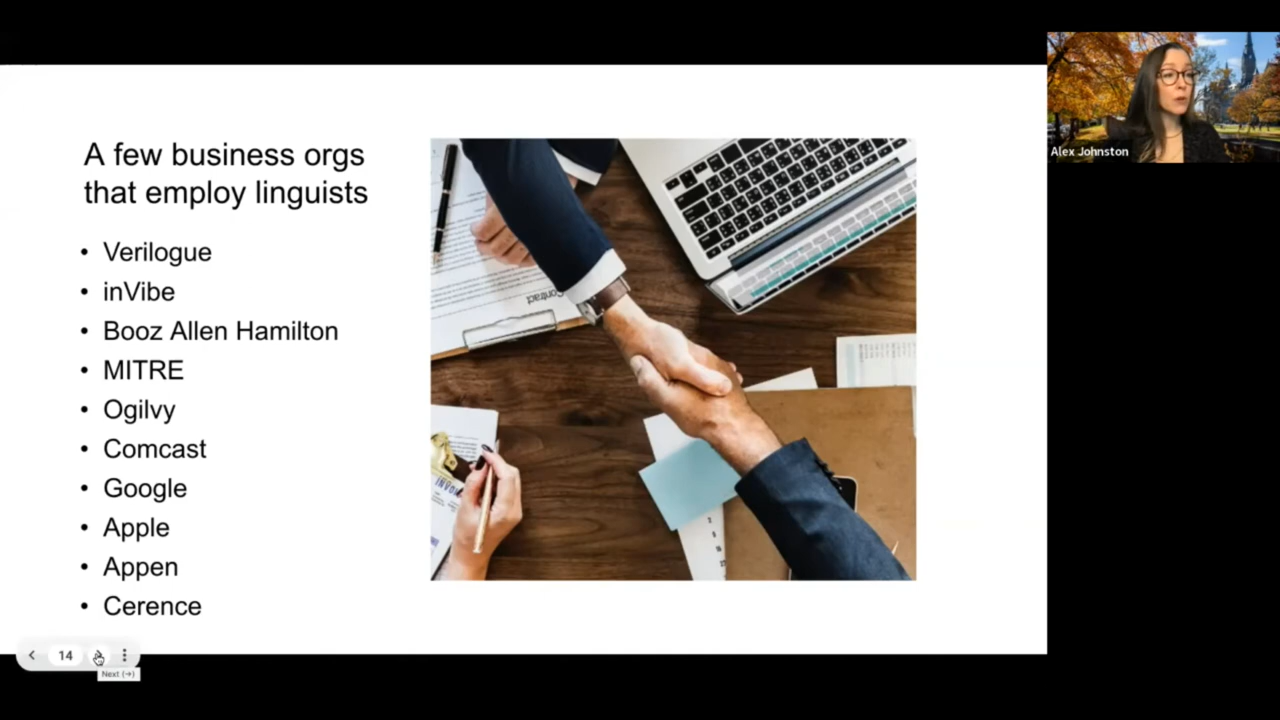 A few business orgs
that employ linguists
• Verilogue
• inVibe
• Booz Allen Hamilton
• MITRE
• Ogilvy
• Comcast
• Google
• Apple
• Appen
• Cerence
Contract
Alex Johnston
14
Next (→)